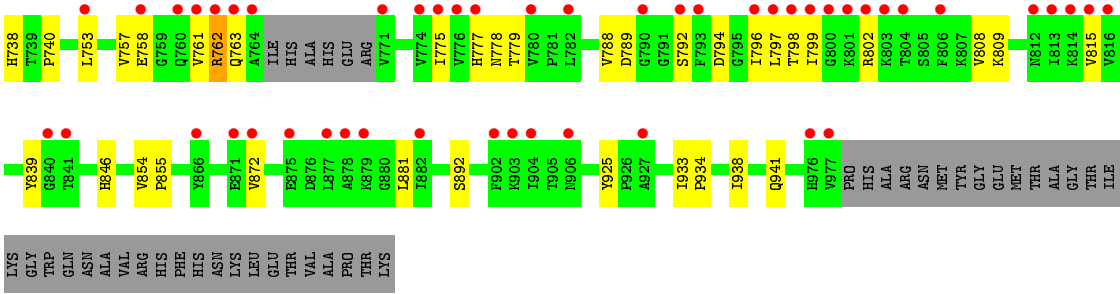 H738 T739 P740 L753 V757 E758 G759 Q760 V761 R762 Q763 A764 ILE HIS ALA HIS GLU ARG V771 V774 I775 V776 H777 N778 T779 V780 P781 L782 V788 D789 G790 G791 S792 F793 D794 G795 I796 L797 T798 I799 G800 K801 R802 K803 T804 S805 F806 K807 V808 K809 N812 I813 K814 V815 V816
Y839 G840 T841 H846 V854 P855 Y866 E871 V872 E875 D876 L877 A878 K879 G880 L881 I882 S892 F902 K903 I904 T905 N906 Y925 P926 A927 I933 P934 I938 Q941 H976 V977 PRO HIS ALA ARG ASN MET TYR GLY GLU MET THR ALA GLY THR ILE
LYS GLY TRP GLN ASN ALA VAL ARG HIS PHE HIS ASN LYS LEU GLU THR VAL ALA PRO THR LYS